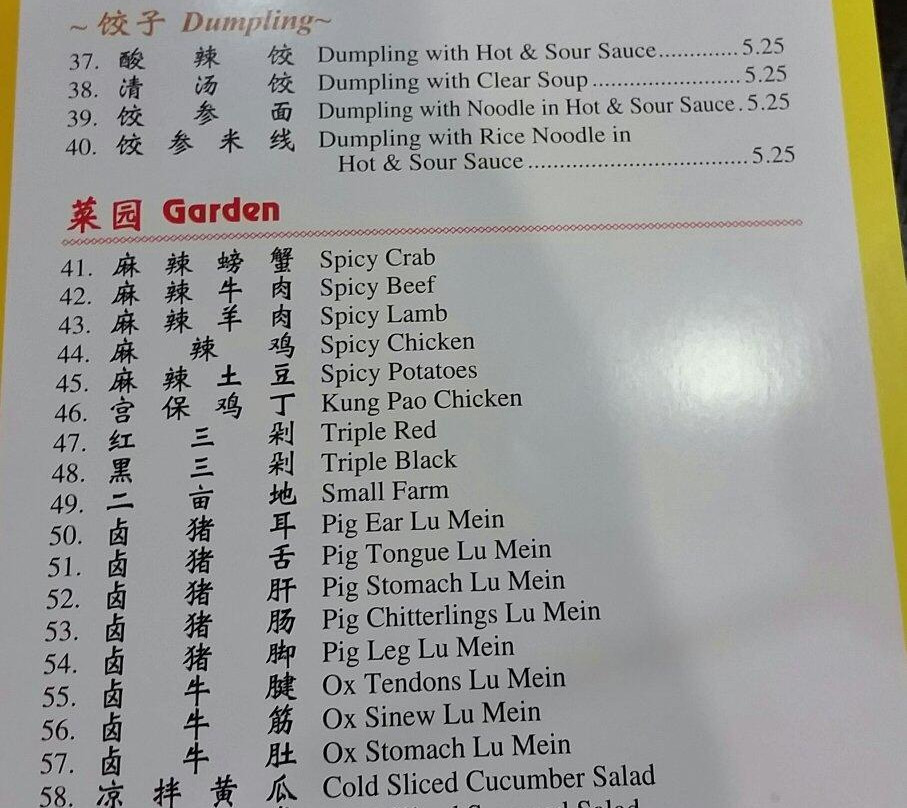 ~ 饺子 Dumpling~
37. 酸辣饺 Dumpling with Hot & Sour Sauce............. 5.25
38. 清汤饺 Dumpling with Clear Soup ........................ 5.25
39. 饺参面 Dumpling with Noodle in Hot & Sour Sauce . 5.25
40. 饺参米线 Dumpling with Rice Noodle in
Hot & Sour Sauce .................................... 5.25
菜园 Garden
41. 麻辣螃蟹 Spicy Crab
42. 麻辣牛肉 Spicy Beef
43. 麻辣羊肉 Spicy Lamb
44. 麻辣鸡 Spicy Chicken
45. 麻辣土豆 Spicy Potatoes
46. 宫保鸡丁 Kung Pao Chicken
47. 红三剁 Triple Red
48. 黑三剁 Triple Black
49. 二亩地 Small Farm
50. 卤猪耳 Pig Ear Lu Mein
51. 卤猪舌 Pig Tongue Lu Mein
52. 卤猪肝 Pig Stomach Lu Mein
53. 卤猪肠 Pig Chitterlings Lu Mein
54. 卤猪脚 Pig Leg Lu Mein
55. 卤牛腱 Ox Tendons Lu Mein
56. 卤牛筋 Ox Sinew Lu Mein
57. 卤牛肚 Ox Stomach Lu Mein
58. 凉拌黄瓜 Cold Sliced Cucumber Salad
Salad